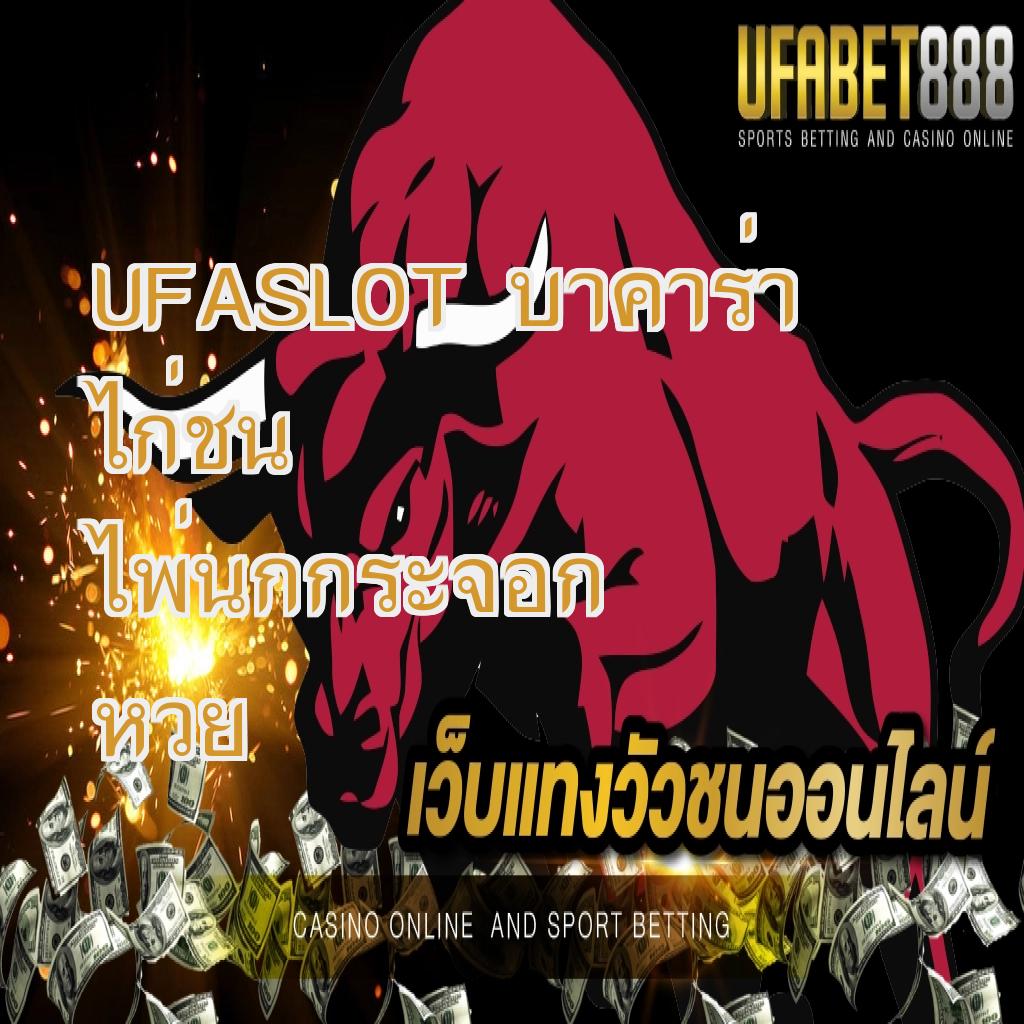 UFABET888
SPORTS BETTING AND CASINO ONLINE
UFASLOT บาคาร่า
ไก่ชน
ไพ่นกกระจอก
หวย
เว็บแทงวัวชนออนไลน์
CASINO ONLINE AND SPORT BETTING